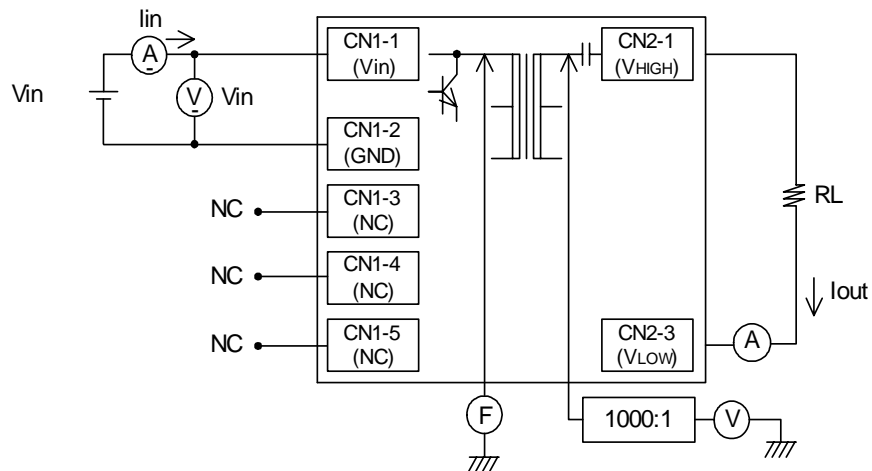 Iin
A
Vin
V
Vin
CN1-1
(Vin)
CN1-2
(GND)
NC
CN1-3
(NC)
NC
CN1-4
(NC)
NC
CN1-5
(NC)
CN2-1
(VHIGH)
RL
Iout
CN2-3
(VLOW)
A
F
1000:1
V